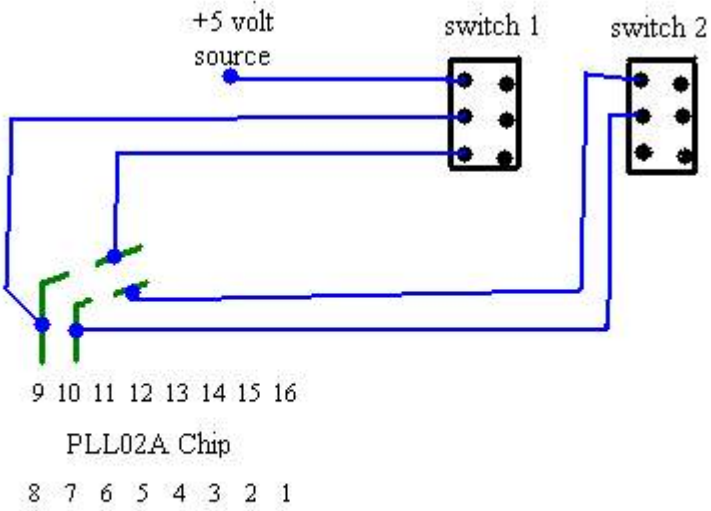 +5 volt
source
switch 1
switch 2
9 10 11 12 13 14 15 16
PLL02A Chip
8 7 6 5 4 3 2 1